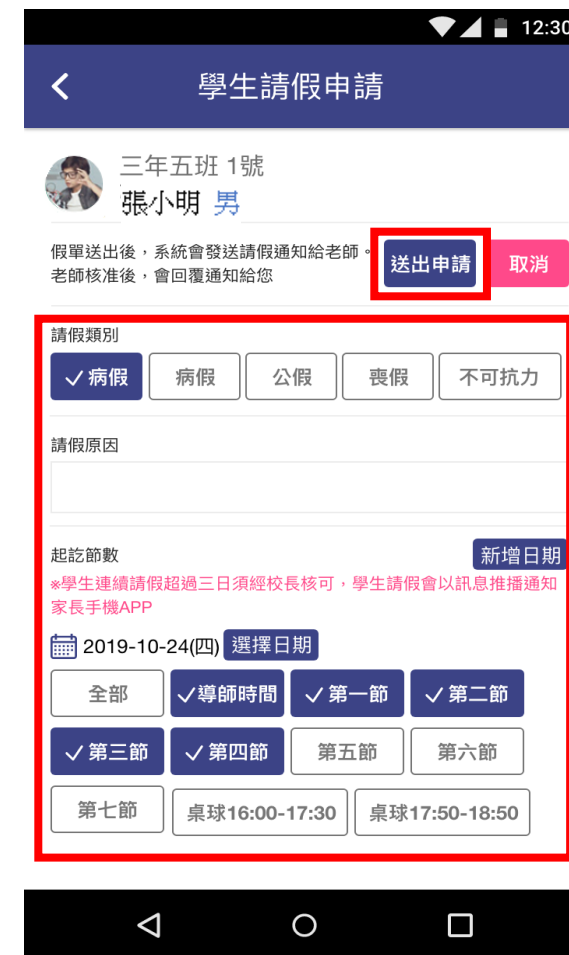 12:30
學生請假申請
三年五班 1號
張小明 男
假單送出後，系統會發送請假通知給老師。
老師核准後，會回覆通知給您
送出申請 取消
請假類別
✓病假 病假 公假 喪假 不可抗力
請假原因
起訖節數 新增日期
※學生連續請假超過三日須經校長核可，學生請假會以訊息推播通知
家長手機APP
2019-10-24(四) 選擇日期
全部 ✓導師時間 ✓第一節 ✓第二節
✓第三節 ✓第四節 第五節 第六節
第七節 桌球16:00-17:30 桌球17:50-18:50